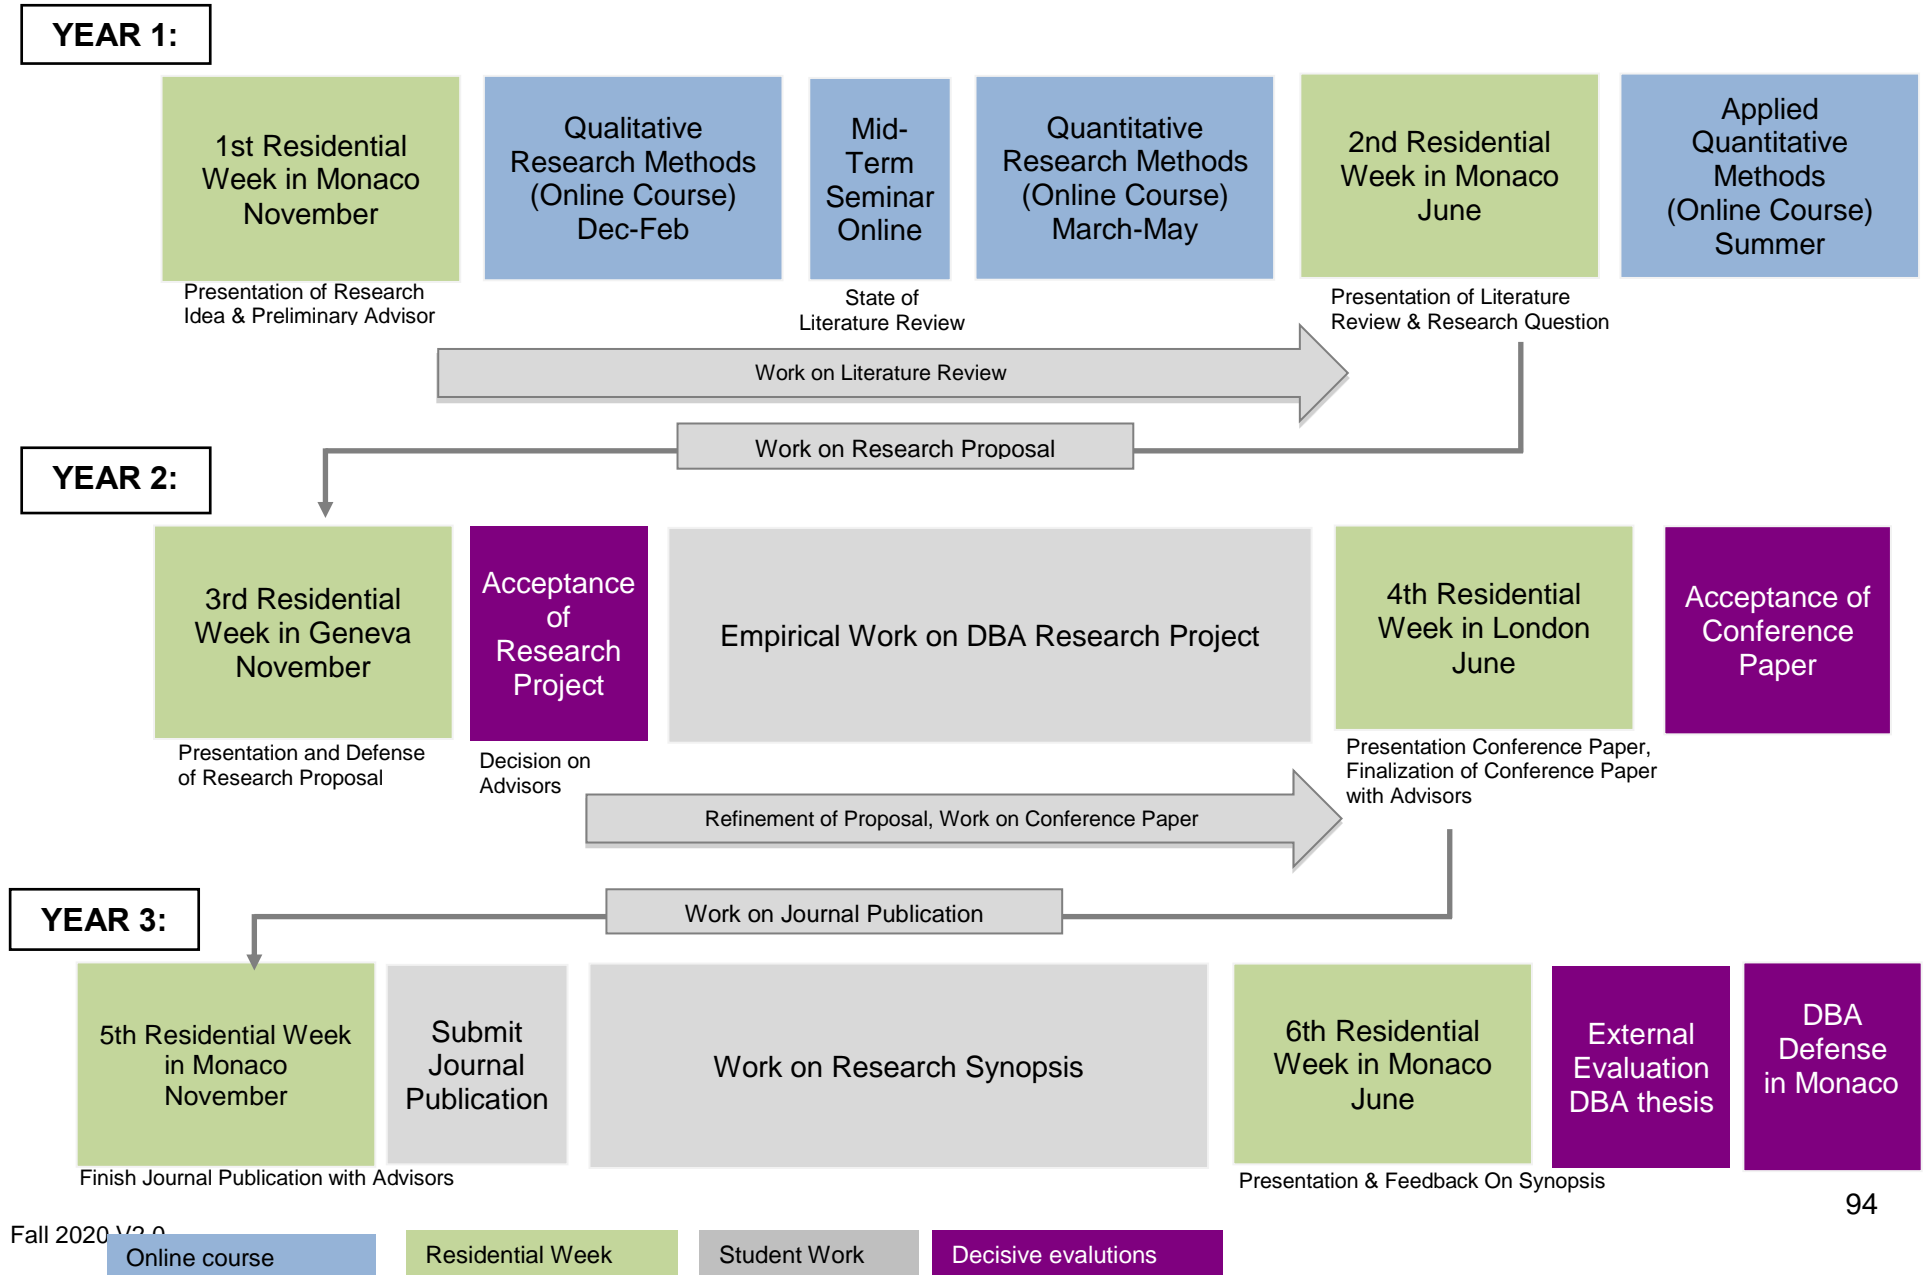 YEAR 1:
1st Residential
Week in Monaco
November
Qualitative
Research Methods
(Online Course)
Dec-Feb
Mid-
Term
Seminar
Online
Quantitative
Research Methods
(Online Course)
March-May
2nd Residential
Week in Monaco
June
Applied
Quantitative
Methods
(Online Course)
Summer
Presentation of Research
Idea & Preliminary Advisor
State of
Literature Review
Presentation of Literature
Review & Research Question
Work on Literature Review
Work on Research Proposal
YEAR 2:
3rd Residential
Week in Geneva
November
Acceptance
of
Research
Project
Empirical Work on DBA Research Project
4th Residential
Week in London
June
Acceptance of
Conference
Paper
Presentation and Defense
of Research Proposal
Decision on
Advisors
Presentation Conference Paper,
Finalization of Conference Paper
with Advisors
Refinement of Proposal, Work on Conference Paper
Work on Journal Publication
YEAR 3:
5th Residential Week
in Monaco
November
Submit
Journal
Publication
Work on Research Synopsis
6th Residential
Week in Monaco
June
External
Evaluation
DBA thesis
DBA
Defense
in Monaco
Finish Journal Publication with Advisors
Presentation & Feedback On Synopsis
94
Fall 2020 V2.0
Online course
Residential Week
Student Work
Decisive evalutions